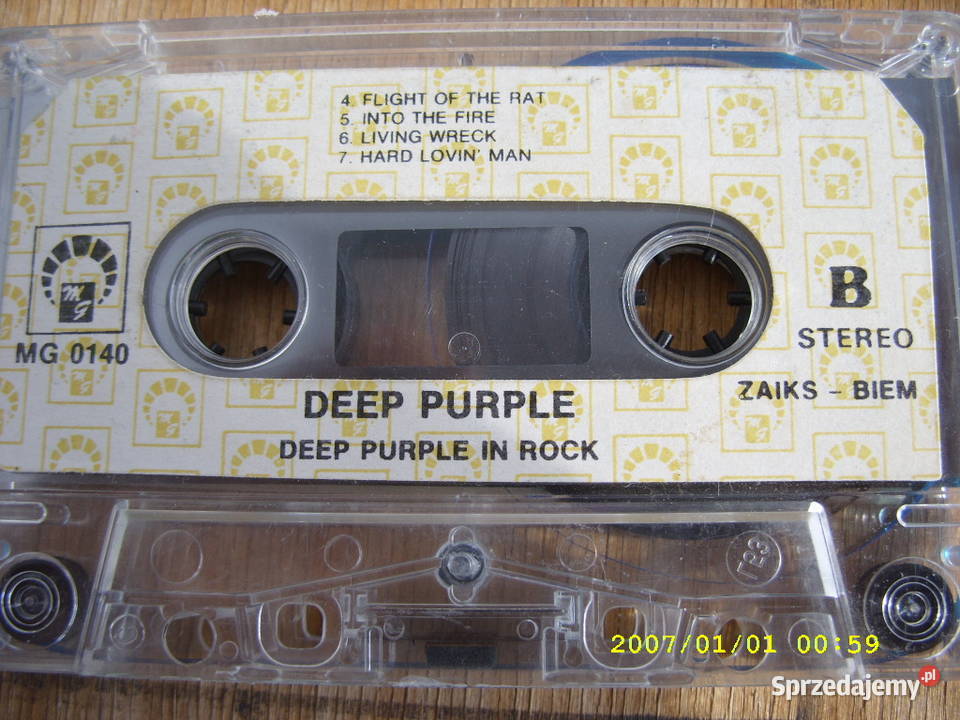 4. FLIGHT OF THE RAT
5. INTO THE FIRE
6. LIVING WRECK
7. HARD LOVIN' MAN
MG
MG 0140
B
STEREO
ZAIKS - BIEM
DEEP PURPLE
DEEP PURPLE IN ROCK
2007/01/01 00:59
Sprzedajemy.pl